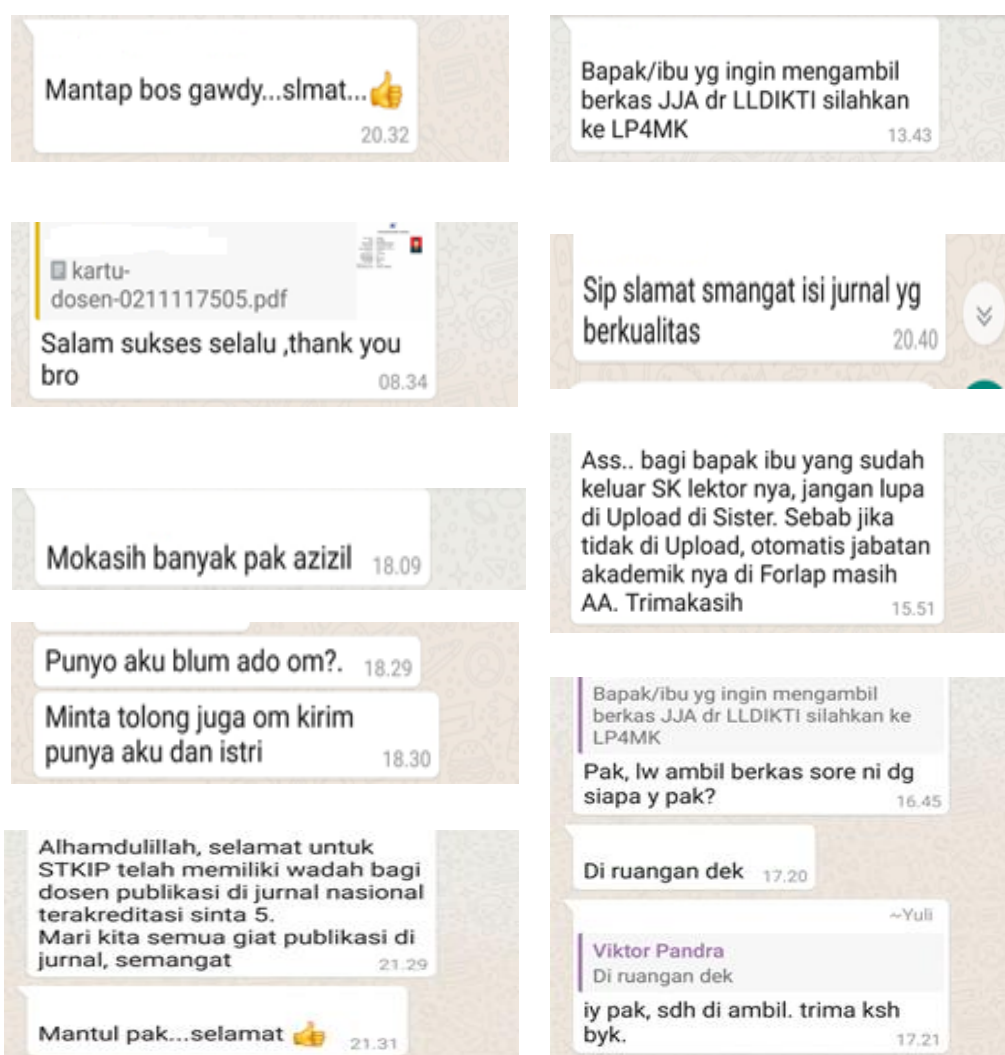 Mantap bos gawdy...slmat...👍
20.32
kartu-
dosen-0211117505.pdf
Salam sukses selalu ,thank you
bro
08.34
Mokasih banyak pak azizil 18.09
Punyo aku blum ado om?. 18.29
Minta tolong juga om kirim
punya aku dan istri
18.30
Alhamdulillah, selamat untuk
STKIP telah memiliki wadah bagi
dosen publikasi di jurnal nasional
terakreditasi sinta 5.
Mari kita semua giat publikasi di
jurnal, semangat
21.29
Mantul pak...selamat 👍 21.31
Bapak/ibu yg ingin mengambil
berkas JJA dr LLDIKTI silahkan
ke LP4MK
13.43
Sip slamat smangat isi jurnal yg
berkualitas
20.40
Ass.. bagi bapak ibu yang sudah
keluar SK lektor nya, jangan lupa
di Upload di Sister. Sebab jika
tidak di Upload, otomatis jabatan
akademik nya di Forlap masih
AA. Trimakasih
15.51
Bapak/ibu yg ingin mengambil
berkas JJA dr LLDIKTI silahkan ke
LP4MK
Pak, lw ambil berkas sore ni dg
siapa y pak?
16.45
Di ruangan dek 17.20
~Yuli
Viktor Pandra
Di ruangan dek
iy pak, sdh di ambil. trima ksh
byk.
17.21